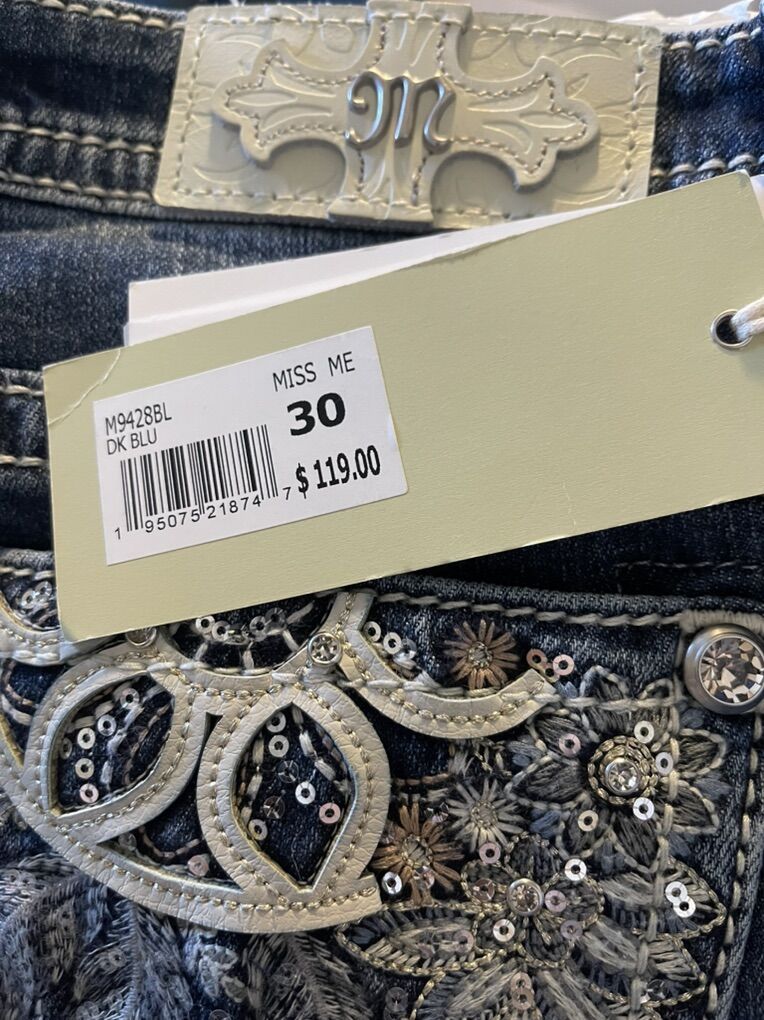 MISS ME
M9428BL
30
DK BLU
$119.00
1 95075 21874 7